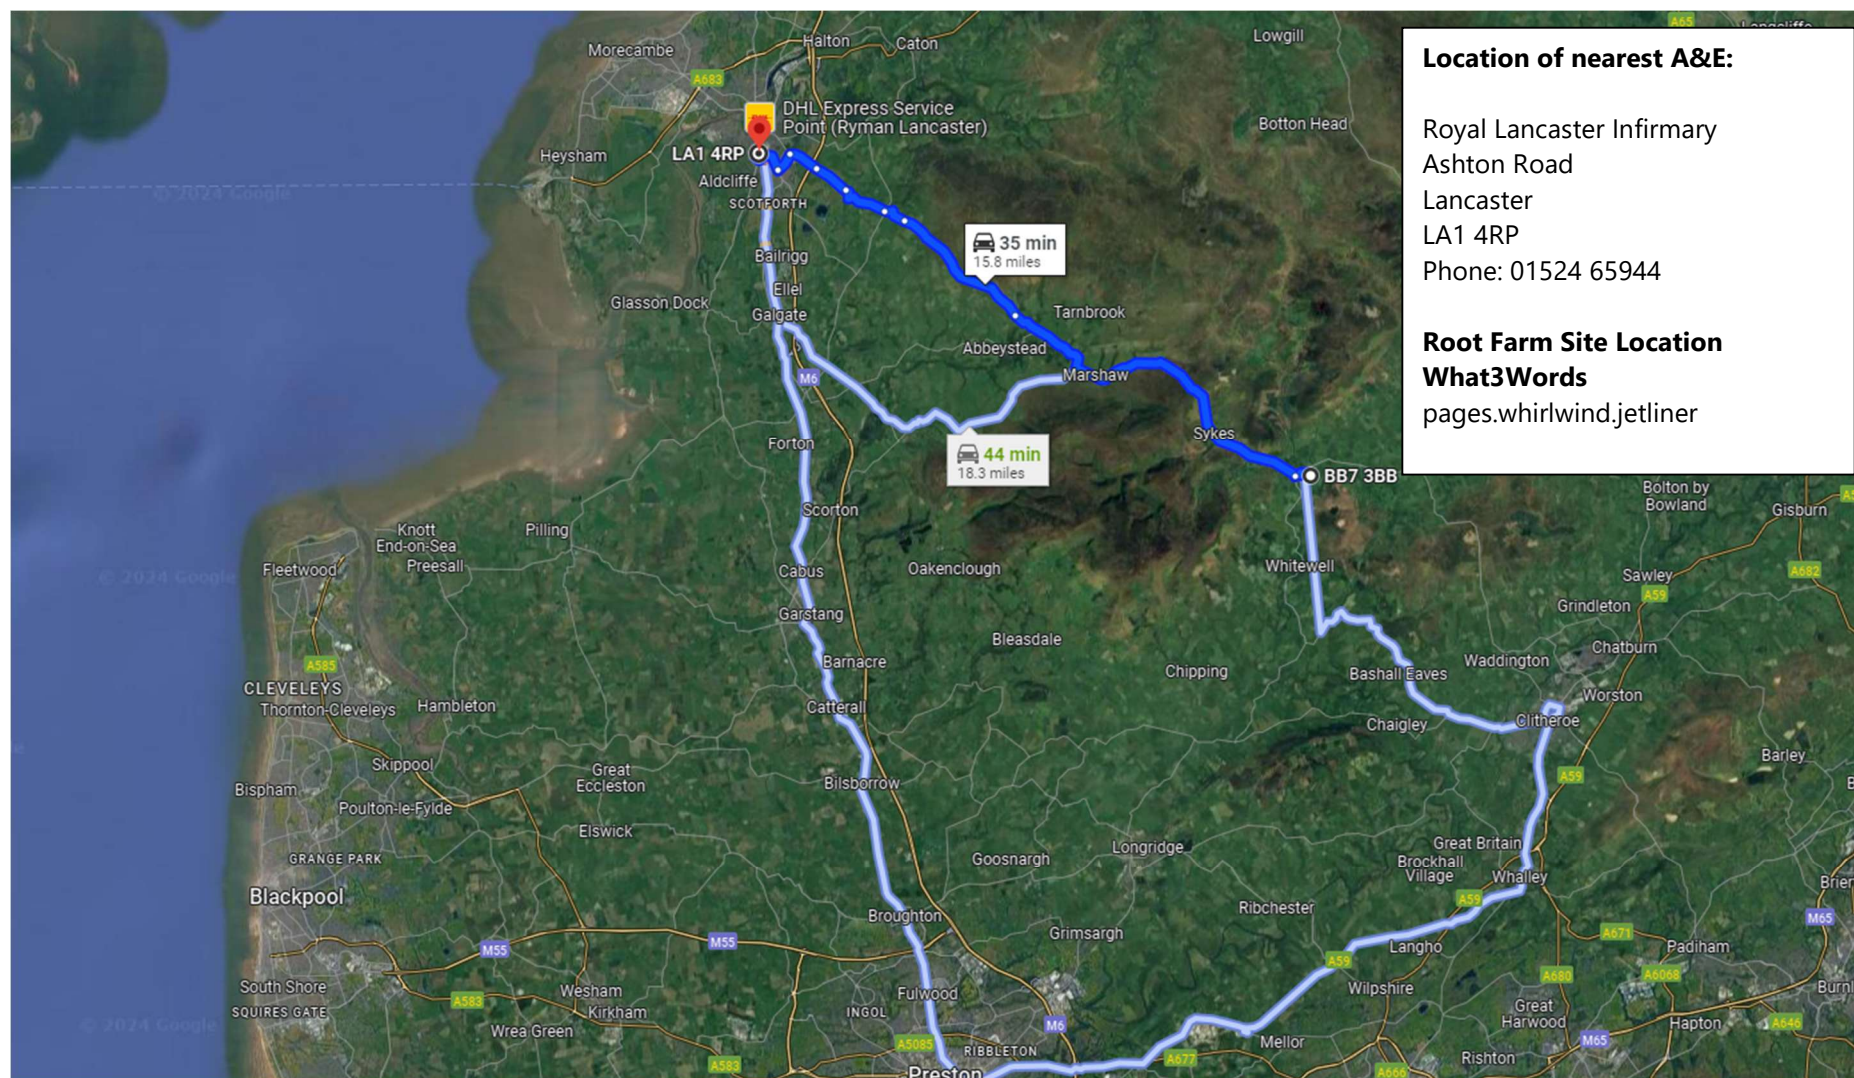 A65
Morecambe
Halton
Caton
Lowgill
A683
DHL Express Service
Point (Ryman Lancaster)
Botton Head
Heysham
LA1 4RP
Aldcliffe
SCOTFORTH
© 2024 Google
Location of nearest A&E:
Royal Lancaster Infirmary
Ashton Road
Lancaster
LA1 4RP
Phone: 01524 65944
Root Farm Site Location
What3Words
pages.whirlwind.jetliner
35 min
15.8 miles
Bailrigg
Ellel
Glasson Dock
Galgate
Tarnbrook
Abbeystead
Marshaw
M6
Forton
Sykes
44 min
18.3 miles
BB7 3BB
Bolton by
Bowland
Gisburn
Scorton
Knott
End-on-Sea
Pilling
Preesall
Fleetwood
© 2024 Google
Cabus
Oakenclough
Whitewell
Sawley
A682
A59
Grindleton
Garstang
Bleasdale
Chatburn
A585
Barnacre
Chipping
Waddington
Bashall Eaves
CLEVELEYS
Thornton-Cleveleys
Hambleton
Catterall
Worston
Chaigley
Clitheroe
Skippool
Great
Eccleston
Bilsborrow
Barley
A59
Bispham
Poulton-le-Fylde
Elswick
GRANGE PARK
Goosnargh
Longridge
Great Britain
Brockhall
Village
Whalley
Blackpool
A59
Broughton
Ribchester
M55
M55
Grimsargh
Langho
A671
M65
Padiham
A59
A680
A6068
South Shore
A583
Wesham
Fulwood
Wilpshire
SQUIRES GATE
Kirkham
INGOL
Great
Harwood
© 2024 Google
Wrea Green
M6
Hapton
A646
A5085
RIBBLETON
Mellor
M65
A583
Preston
A677
A666
Rishton